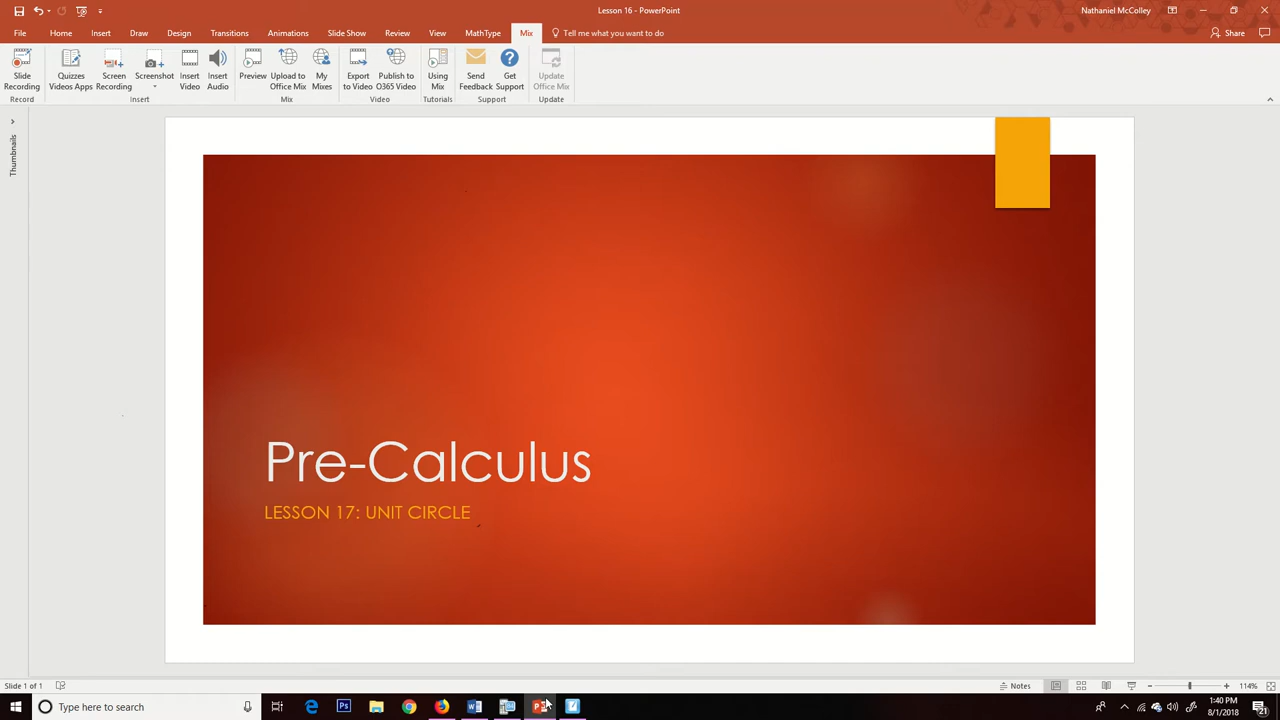 Lesson 16 - PowerPoint
Nathaniel McColley
File Home Insert Draw Design Transitions Animations Slide Show Review View MathType Mix Tell me what you want to do
Share
Slide Recording
Quizzes Videos Apps
Screen Recording
Screenshot
Insert Video
Insert Audio
Preview
Upload to Office Mix
My Mixes
Export to Video
Publish to O365 Video
Using Mix
Send Feedback
Get Support
Update Office Mix
Record Insert Mix Video Tutorials Support Update
Thumbnails
Pre-Calculus
LESSON 17: UNIT CIRCLE
Slide 1 of 1
Notes
114%
Type here to search
1:40 PM
8/1/2018